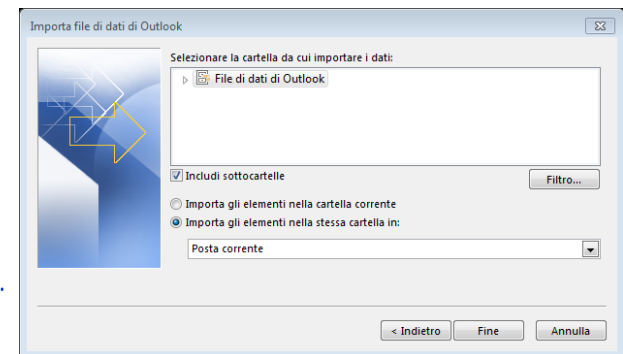 Importa file di dati di Outlook
Selezionare la cartella da cui importare i dati:
File di dati di Outlook
Includi sottocartelle
Filtro...
Importa gli elementi nella cartella corrente
Importa gli elementi nella stessa cartella in:
Posta corrente
.
< Indietro Fine Annulla